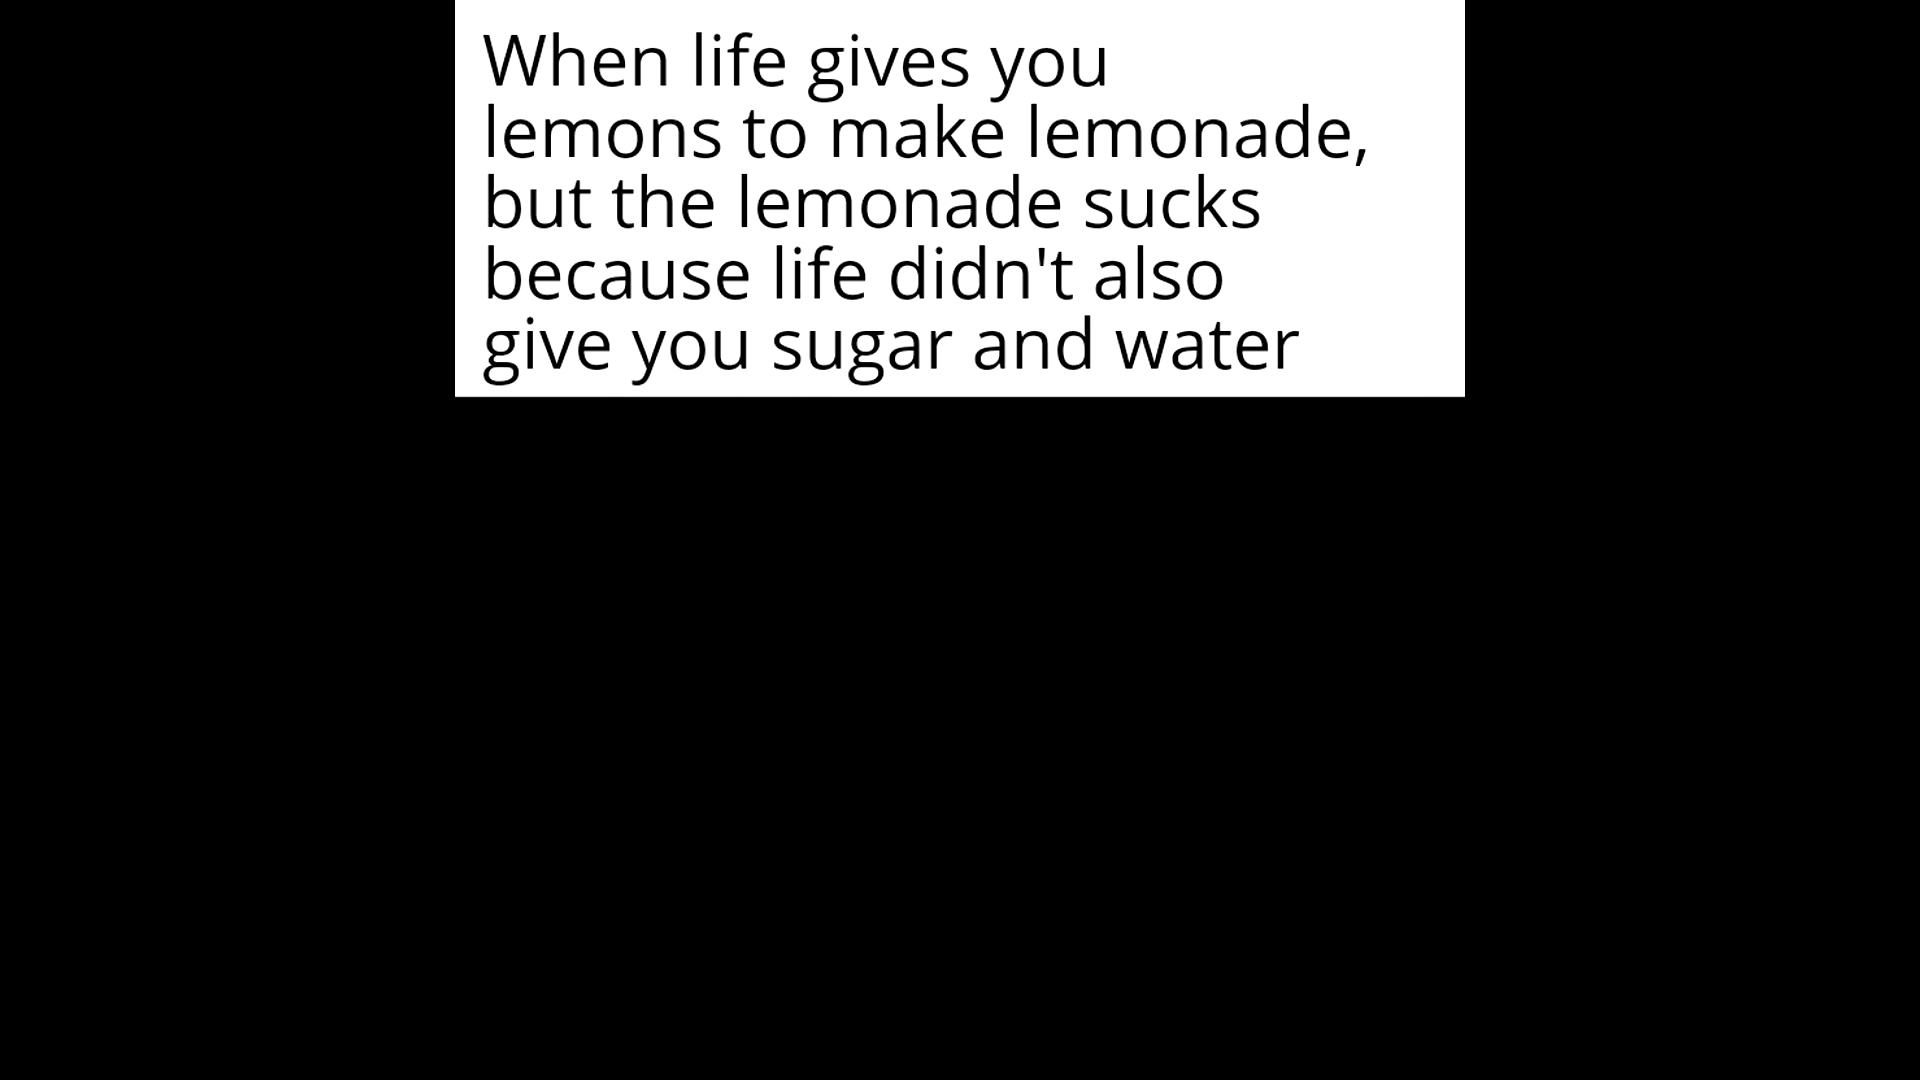 When life gives you
lemons to make lemonade,
but the lemonade sucks
because life didn't also
give you sugar and water